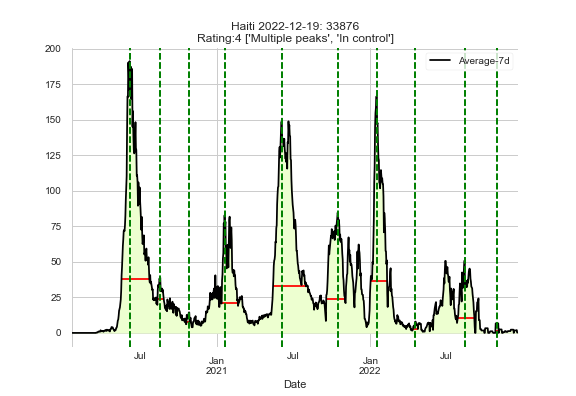 Haiti 2022-12-19: 33876
Rating:4 ['Multiple peaks', 'In control']
Average-7d
200
175
150
125
100
75
50
25
0
Jul
Jan
2021
Jul
Jan
2022
Jul
Date